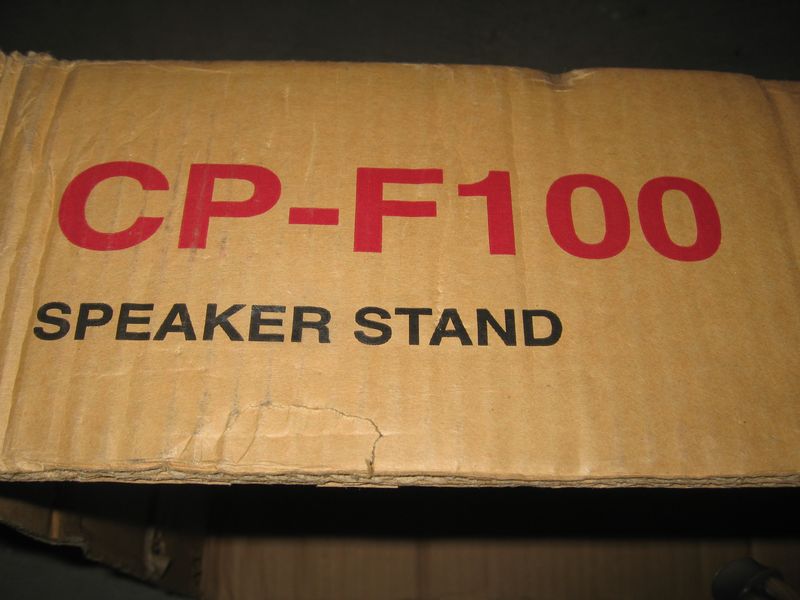 CP-F100
SPEAKER STAND